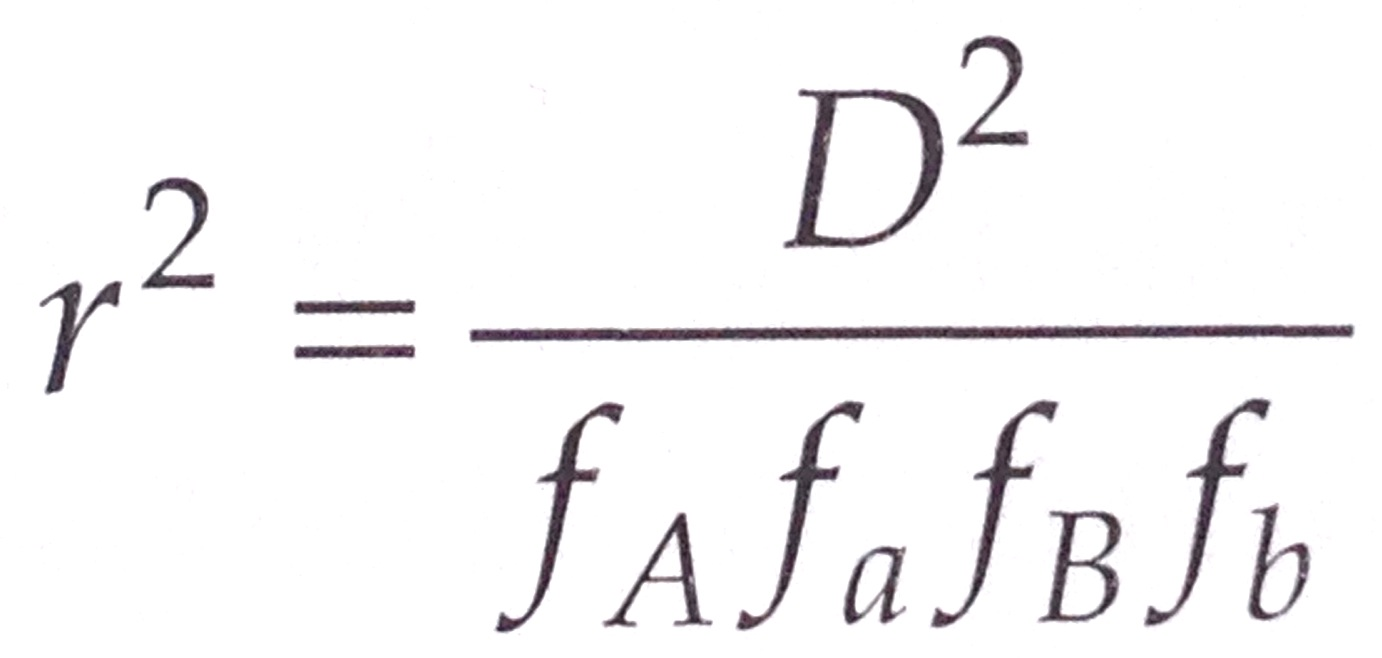 r² = D² / f_A f_a f_B f_b